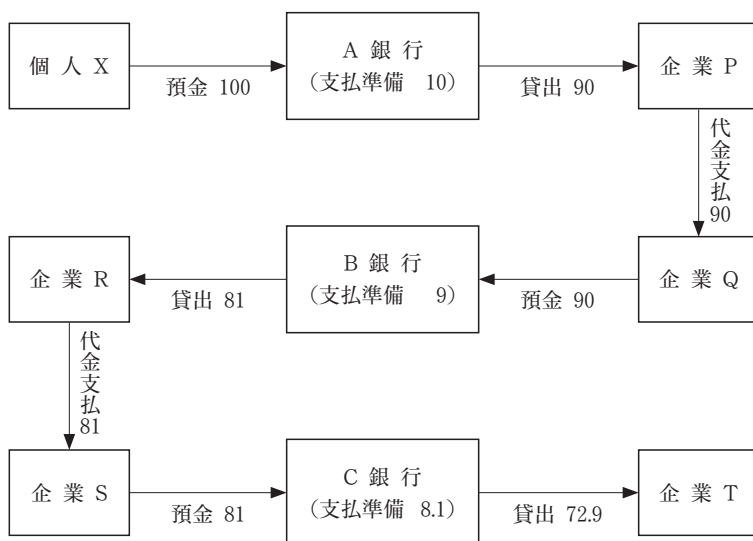 個 人 X
預金 100
A 銀 行
(支払準備 10)
貸出 90
企 業 P
代金支払 90
企 業 Q
預金 90
B 銀 行
(支払準備 9)
貸出 81
企 業 R
代金支払 81
企 業 S
預金 81
C 銀 行
(支払準備 8.1)
貸出 72.9
企 業 T